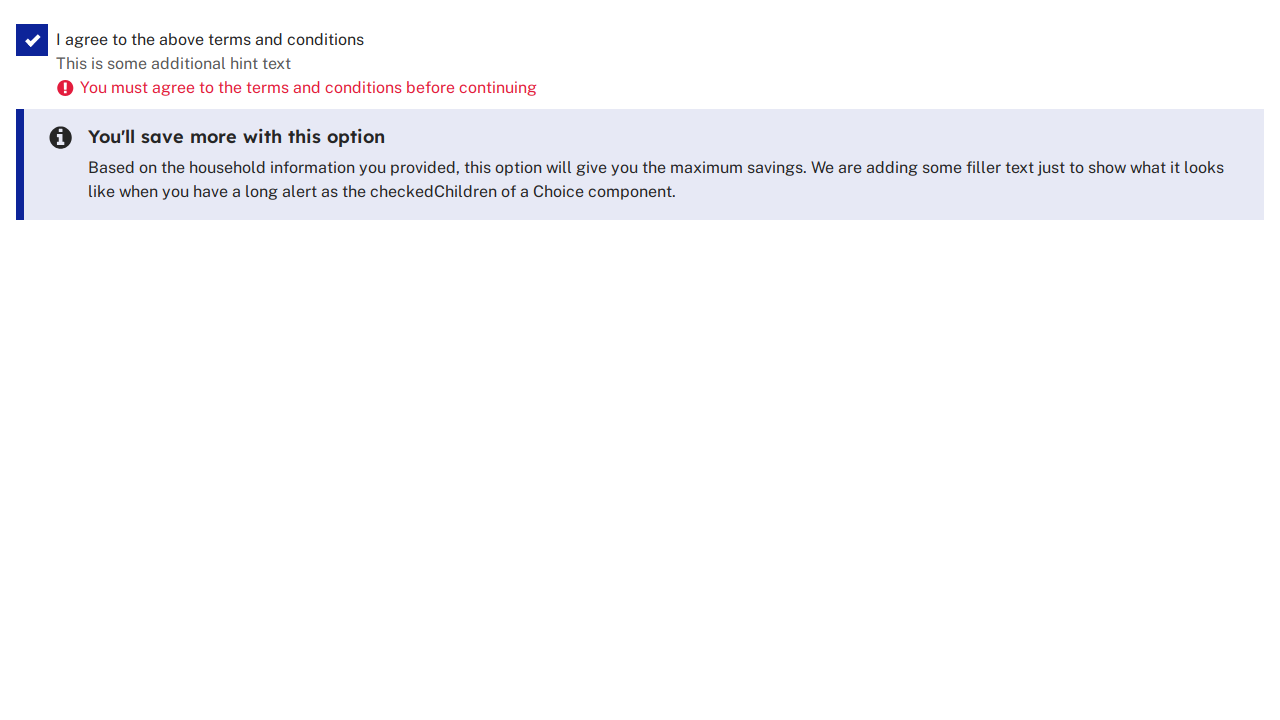 I agree to the above terms and conditions
This is some additional hint text
You must agree to the terms and conditions before continuing
You'll save more with this option
Based on the household information you provided, this option will give you the maximum savings. We are adding some filler text just to show what it looks
like when you have a long alert as the checkedChildren of a Choice component.